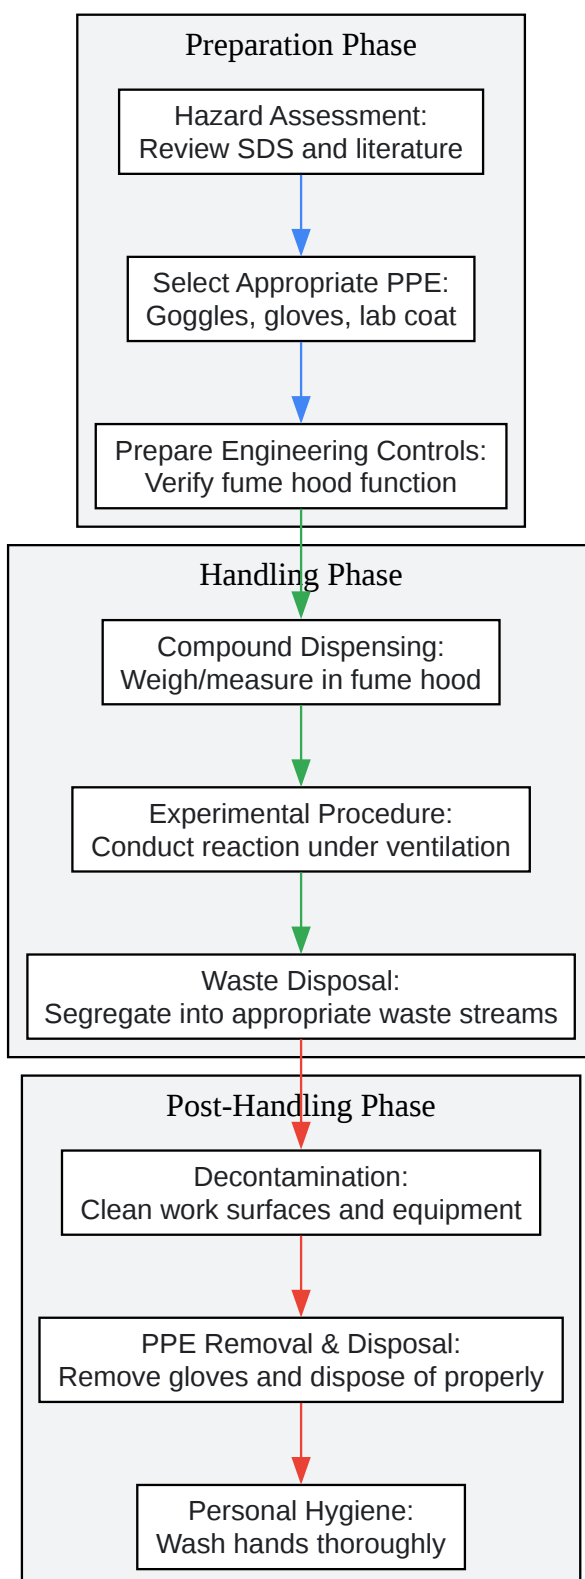 Preparation Phase
Hazard Assessment:
Review SDS and literature
Select Appropriate PPE:
Goggles, gloves, lab coat
Prepare Engineering Controls:
Verify fume hood function
Handling Phase
Compound Dispensing:
Weigh/measure in fume hood
Experimental Procedure:
Conduct reaction under ventilation
Waste Disposal:
Segregate into appropriate waste streams
Post-Handling Phase
Decontamination:
Clean work surfaces and equipment
PPE Removal & Disposal:
Remove gloves and dispose of properly
Personal Hygiene:
Wash hands thoroughly